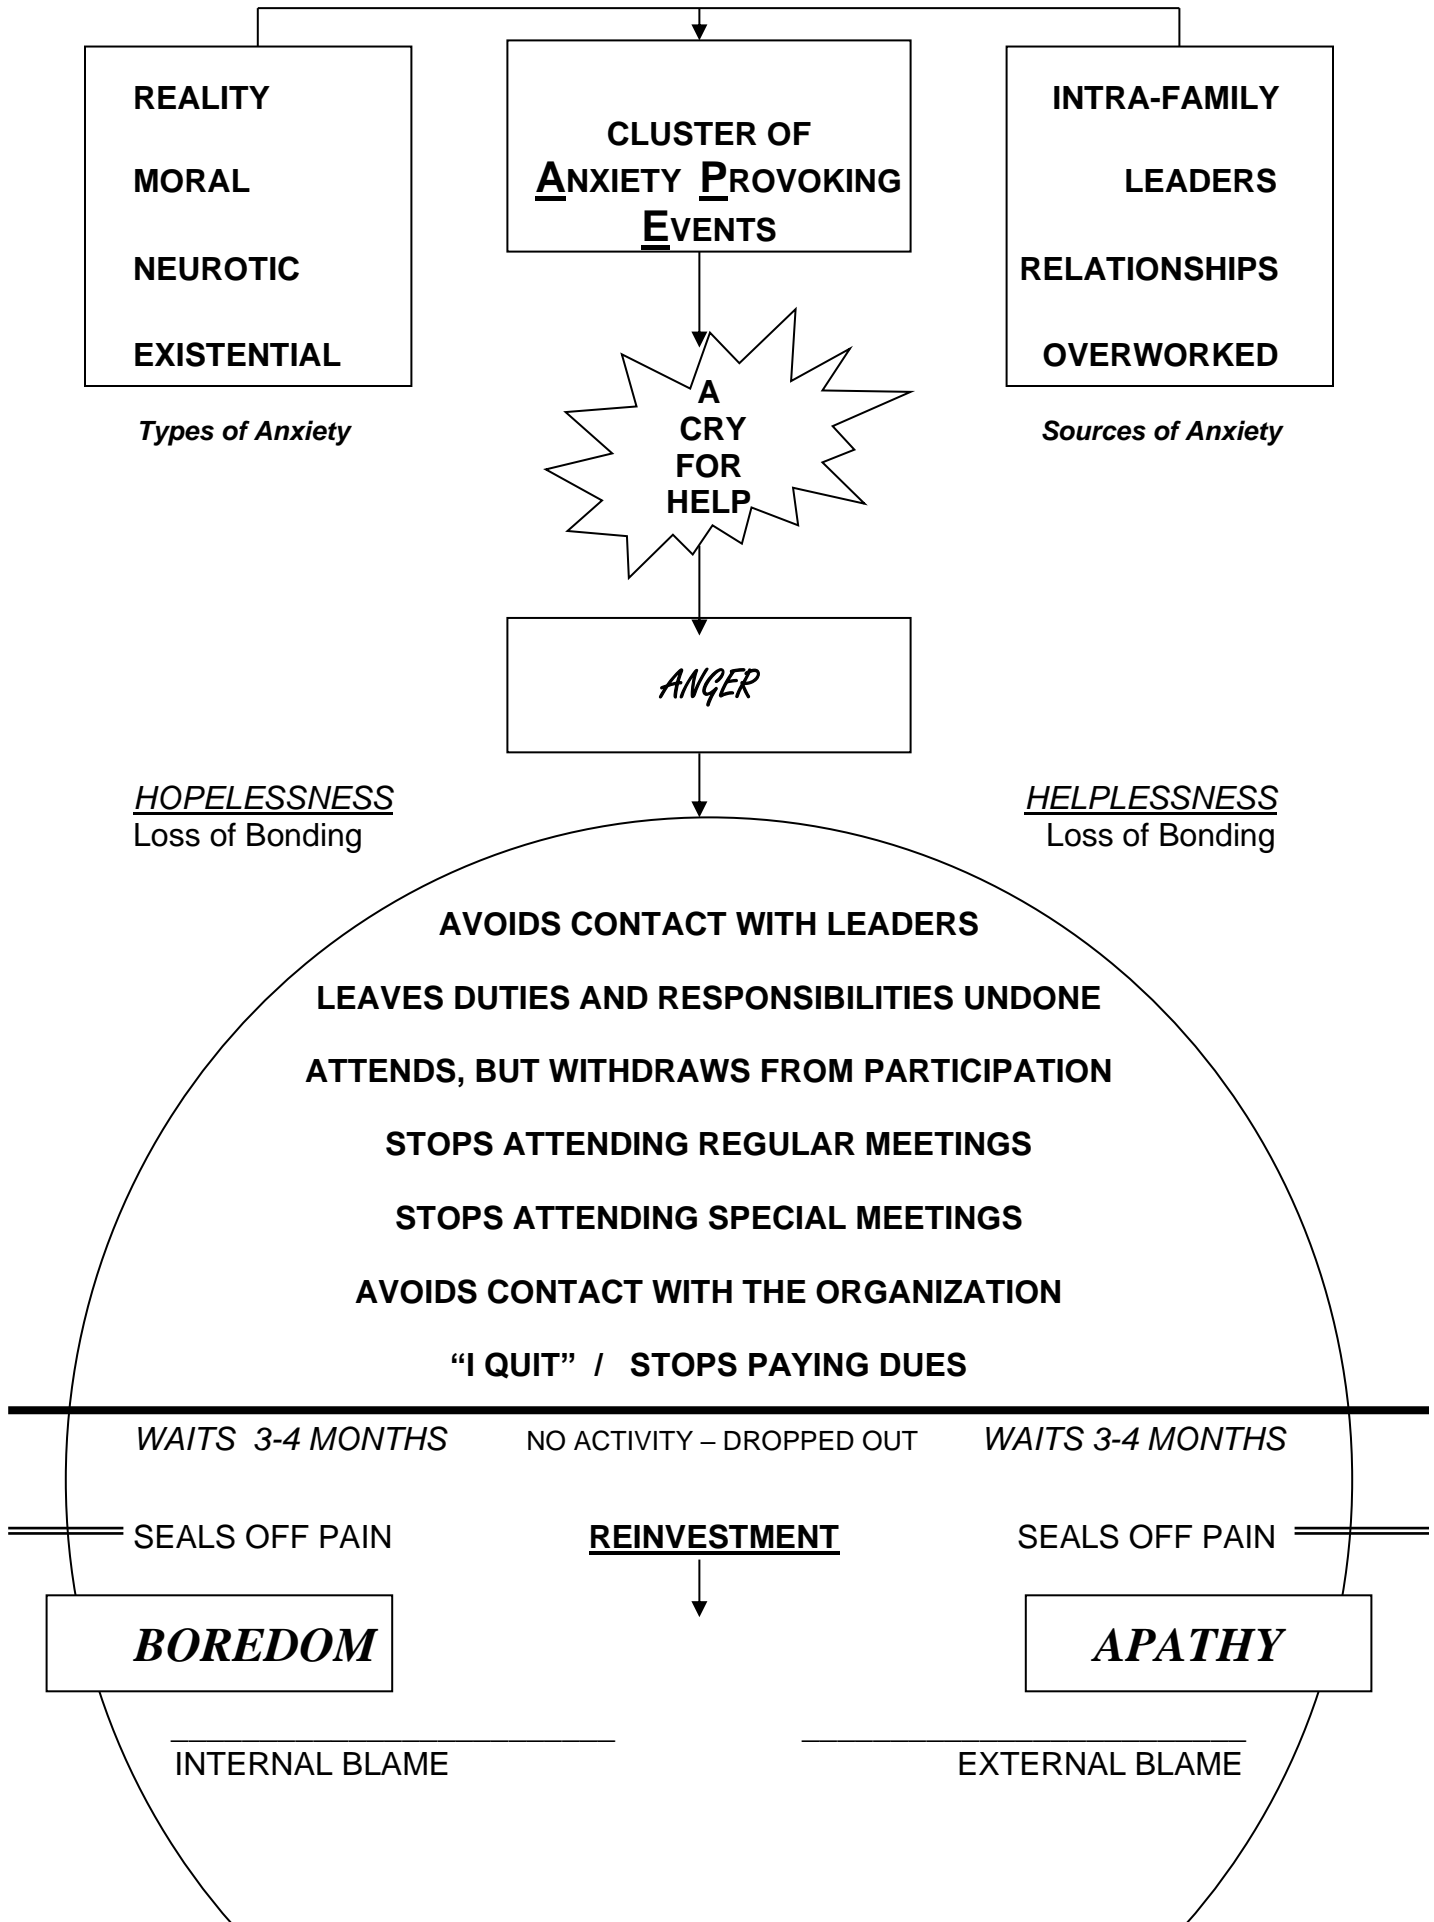 REALITY
MORAL
NEUROTIC
EXISTENTIAL
Types of Anxiety
CLUSTER OF
ANXIETY PROVOKING
EVENTS
INTRA-FAMILY
LEADERS
RELATIONSHIPS
OVERWORKED
Sources of Anxiety
A
CRY
FOR
HELP
ANGER
HOPELESSNESS
Loss of Bonding
HELPLESSNESS
Loss of Bonding
AVOIDS CONTACT WITH LEADERS
LEAVES DUTIES AND RESPONSIBILITIES UNDONE
ATTENDS, BUT WITHDRAWS FROM PARTICIPATION
STOPS ATTENDING REGULAR MEETINGS
STOPS ATTENDING SPECIAL MEETINGS
AVOIDS CONTACT WITH THE ORGANIZATION
“I QUIT” / STOPS PAYING DUES
WAITS 3-4 MONTHS NO ACTIVITY – DROPPED OUT WAITS 3-4 MONTHS
SEALS OFF PAIN REINVESTMENT SEALS OFF PAIN
BOREDOM APATHY
INTERNAL BLAME EXTERNAL BLAME